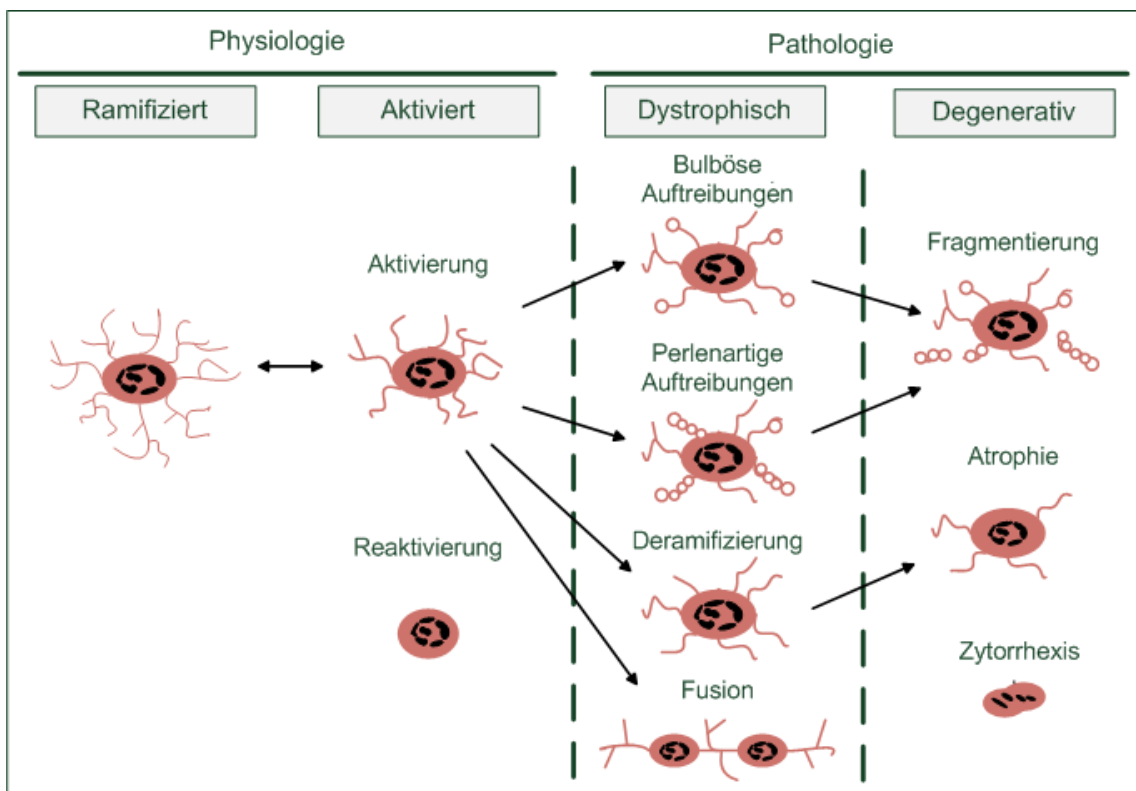 Physiologie
Pathologie
Ramifiziert
Aktiviert
Dystrophisch
Degenerativ
Bulböse
Auftreibungen
Aktivierung
Fragmentierung
Perlenartige
Auftreibungen
Atrophie
Reaktivierung
Deramifizierung
Zytorrhexis
Fusion